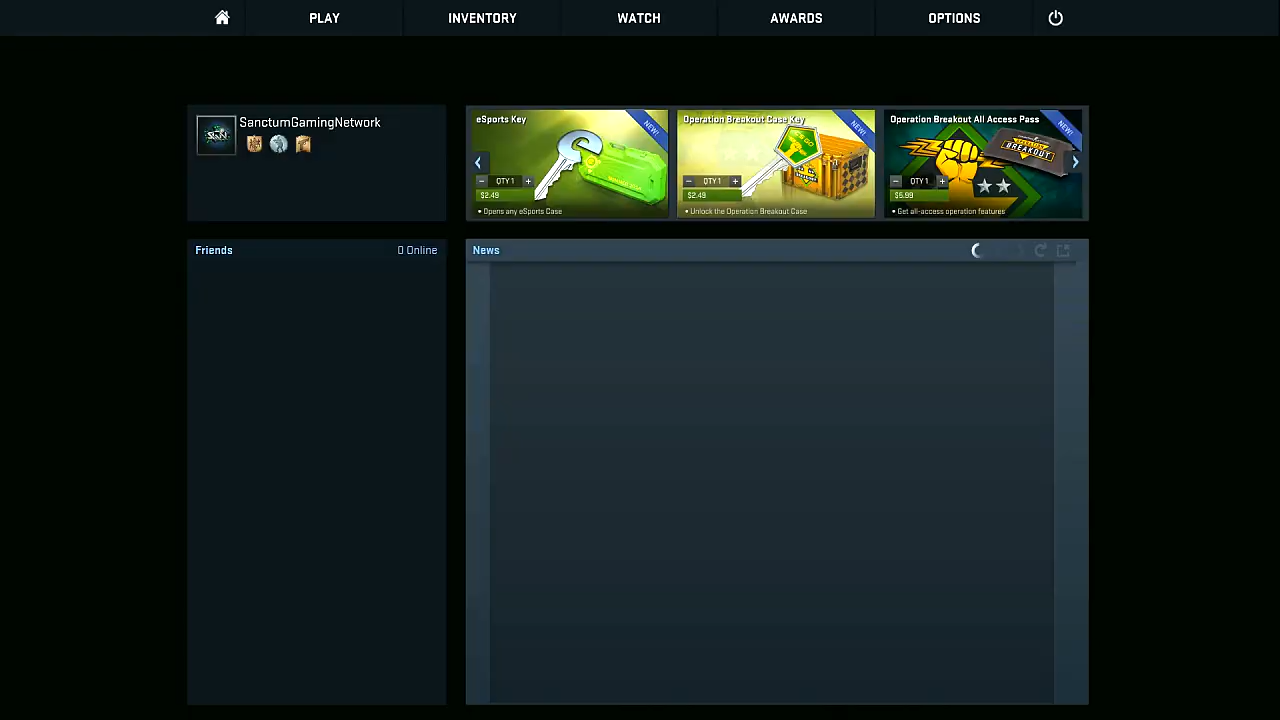 PLAY INVENTORY WATCH AWARDS OPTIONS
SanctumGamingNetwork
eSports Key
NEW!
- QTY 1 +
$2.49
• Opens any eSports Case
Operation Breakout Case Key
NEW!
- QTY 1 +
$2.49
• Unlock the Operation Breakout Case
Operation Breakout All Access Pass
NEW!
BREAKOUT
- QTY 1 +
$5.99
• Get all-access operation features
Friends 0 Online
News